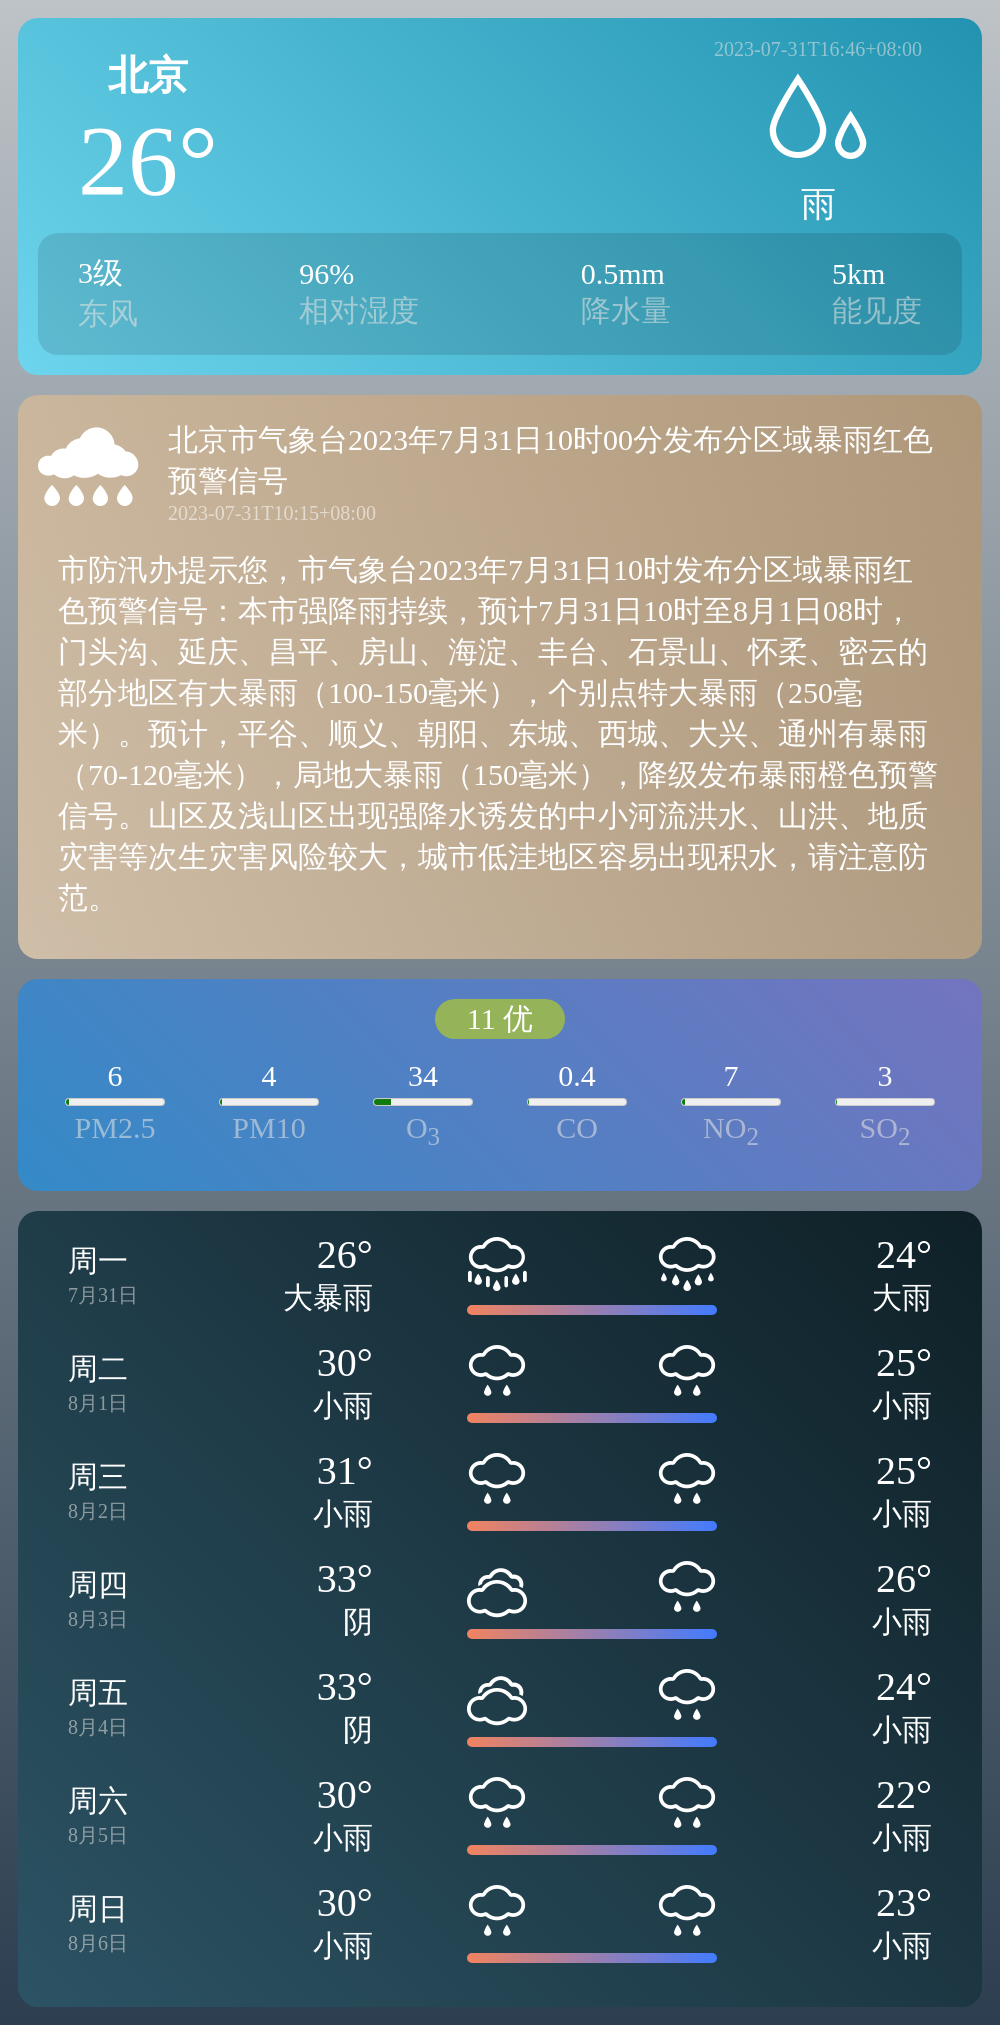 北京
26°
2023-07-31T16:46+08:00
雨
3级
东风
96%
相对湿度
0.5mm
降水量
5km
能见度
北京市气象台2023年7月31日10时00分发布分区域暴雨红色
预警信号
2023-07-31T10:15+08:00
市防汛办提示您，市气象台2023年7月31日10时发布分区域暴雨红
色预警信号：本市强降雨持续，预计7月31日10时至8月1日08时，
门头沟、延庆、昌平、房山、海淀、丰台、石景山、怀柔、密云的
部分地区有大暴雨（100-150毫米），个别点特大暴雨（250毫
米）。预计，平谷、顺义、朝阳、东城、西城、大兴、通州有暴雨
（70-120毫米），局地大暴雨（150毫米），降级发布暴雨橙色预警
信号。山区及浅山区出现强降水诱发的中小河流洪水、山洪、地质
灾害等次生灾害风险较大，城市低洼地区容易出现积水，请注意防
范。
11 优
6
PM2.5
4
PM10
34
O3
0.4
CO
7
NO2
3
SO2
周一
7月31日
26°
大暴雨
24°
大雨
周二
8月1日
30°
小雨
25°
小雨
周三
8月2日
31°
小雨
25°
小雨
周四
8月3日
33°
阴
26°
小雨
周五
8月4日
33°
阴
24°
小雨
周六
8月5日
30°
小雨
22°
小雨
周日
8月6日
30°
小雨
23°
小雨